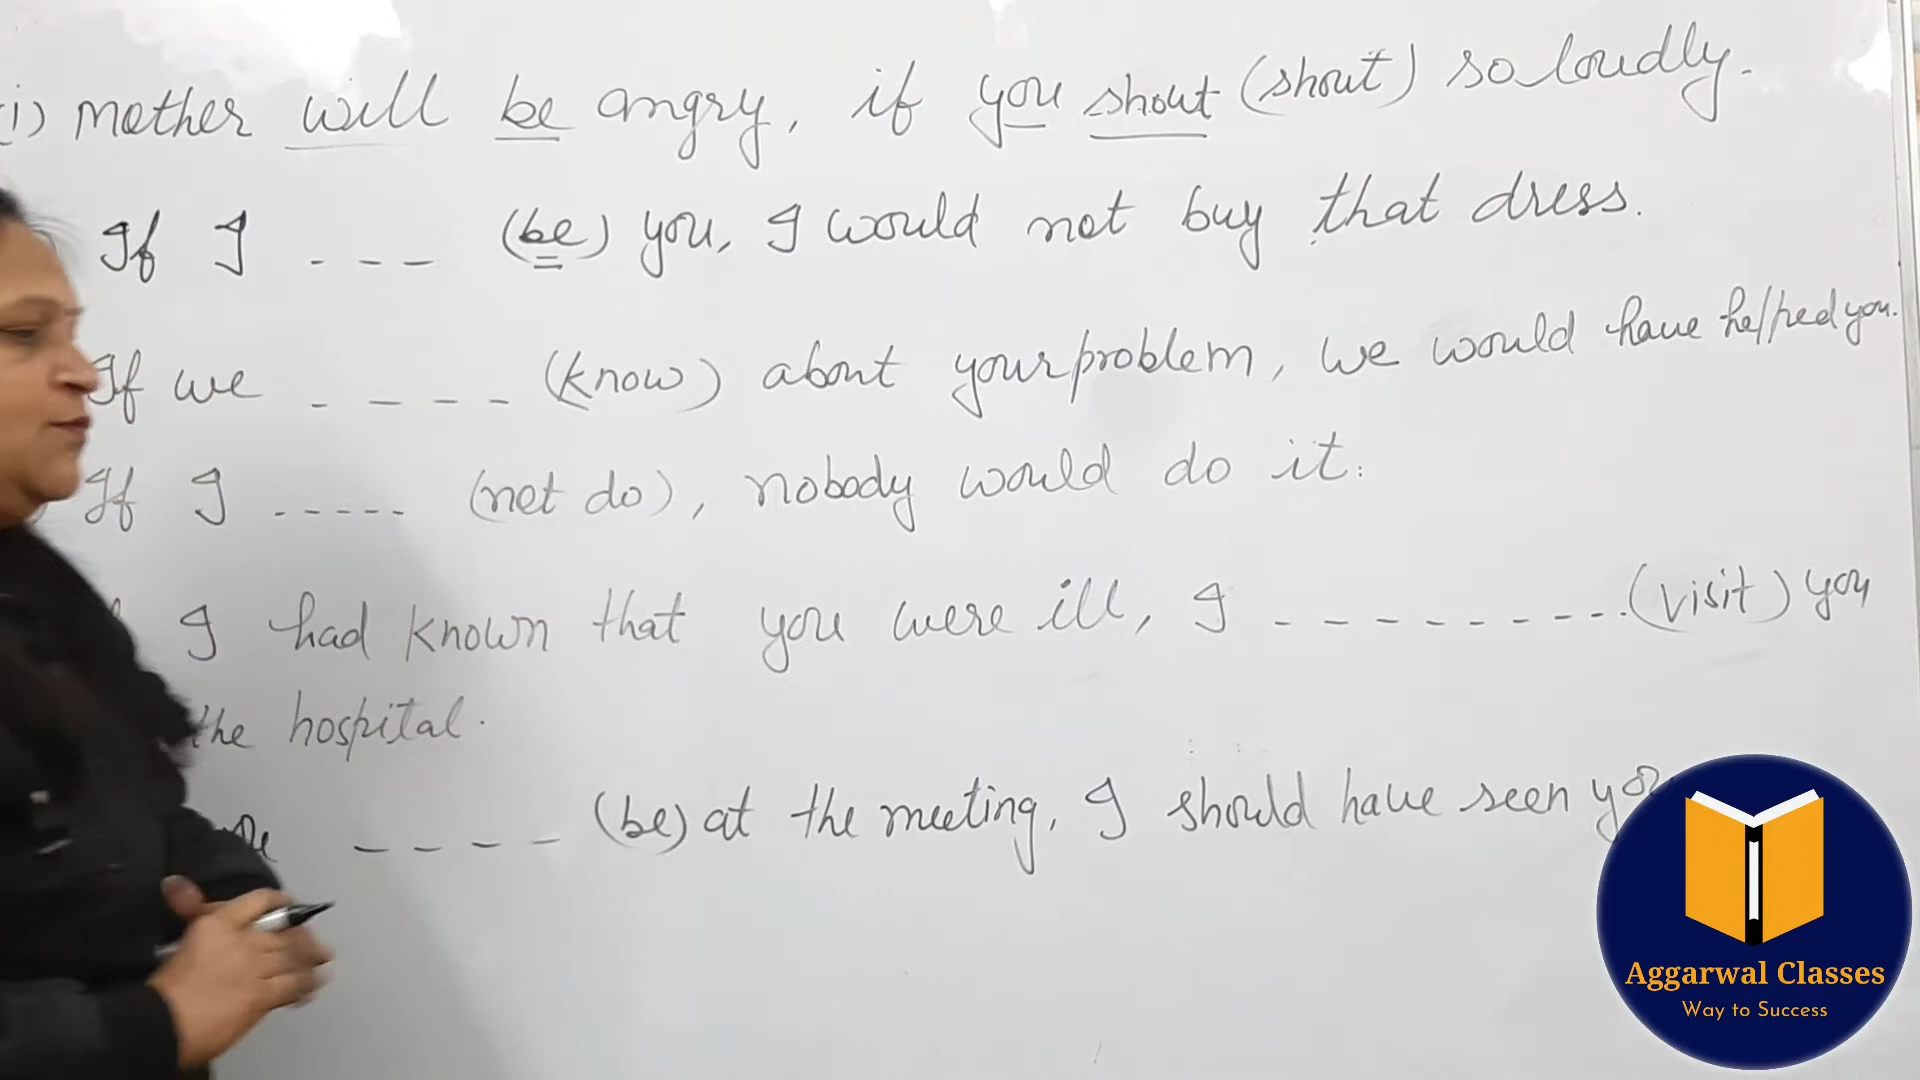 (i) Mother will be angry, if you shout (shout) so loudly.
If I --- (be) you, I would not buy that dress.
If we ---- (know) about your problem, we would have helped you.
If I ----- (not do), nobody would do it.
I had known that you were ill, I --------- (visit) you
the hospital.
---- (be) at the meeting, I should have seen
Aggarwal Classes
Way to Success